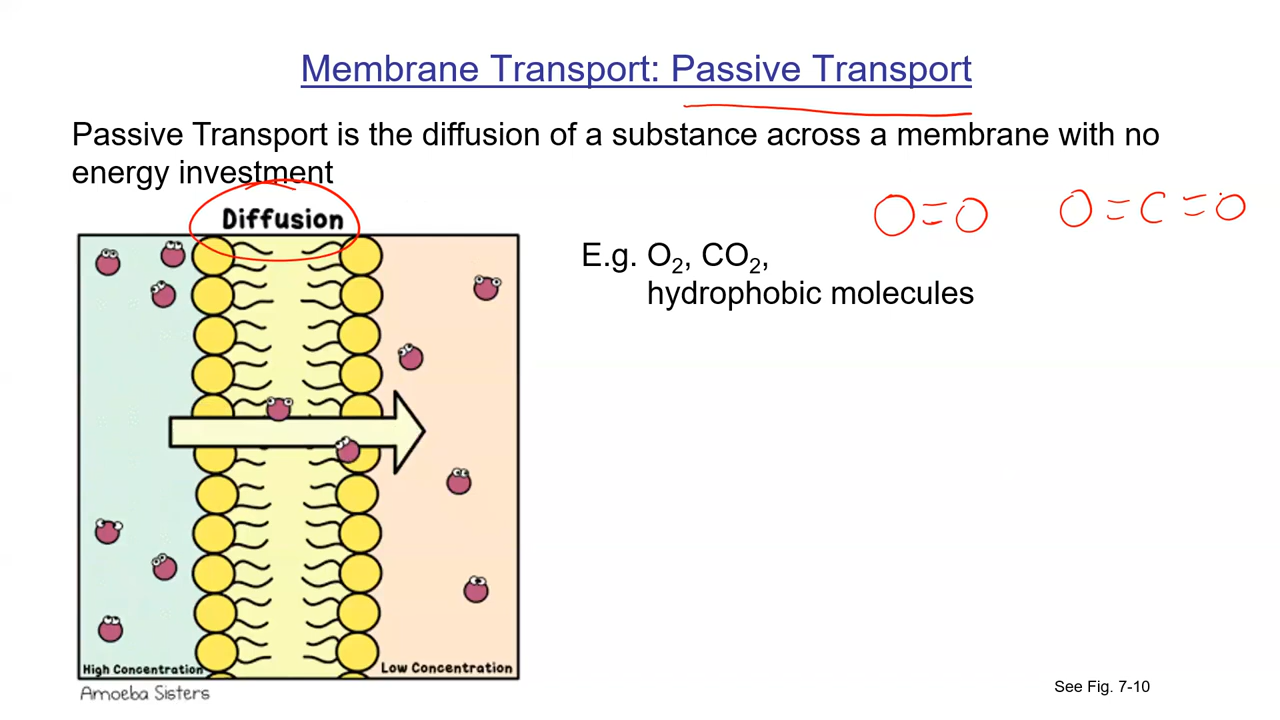 Membrane Transport: Passive Transport
Passive Transport is the diffusion of a substance across a membrane with no
energy investment
Diffusion
O=O O=C=O
E.g. O₂, CO₂,
hydrophobic molecules
High Concentration
Low Concentration
Amoeba Sisters
See Fig. 7-10